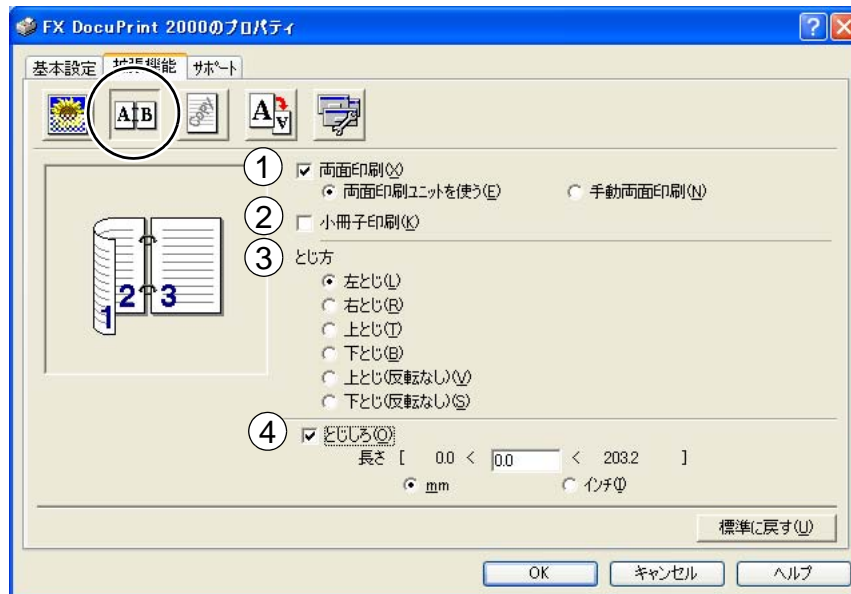 FX DocuPrint 2000のプロパティ
基本設定 拡張機能 サポート
A B COPY A A
① ☑ 両面印刷(X)
両面印刷ユニットを使う(E) 手動両面印刷(N)
② 小冊子印刷(K)
③ とじ方
左とじ(L)
右とじ(R)
上とじ(T)
下とじ(B)
上とじ(反転なし)(V)
下とじ(反転なし)(S)
1 2 3
④ ☑ とじしろ(O)
長さ [ 0.0 < 0.0 < 203.2 ]
mm インチ(I)
標準に戻す(U)
OK キャンセル ヘルプ